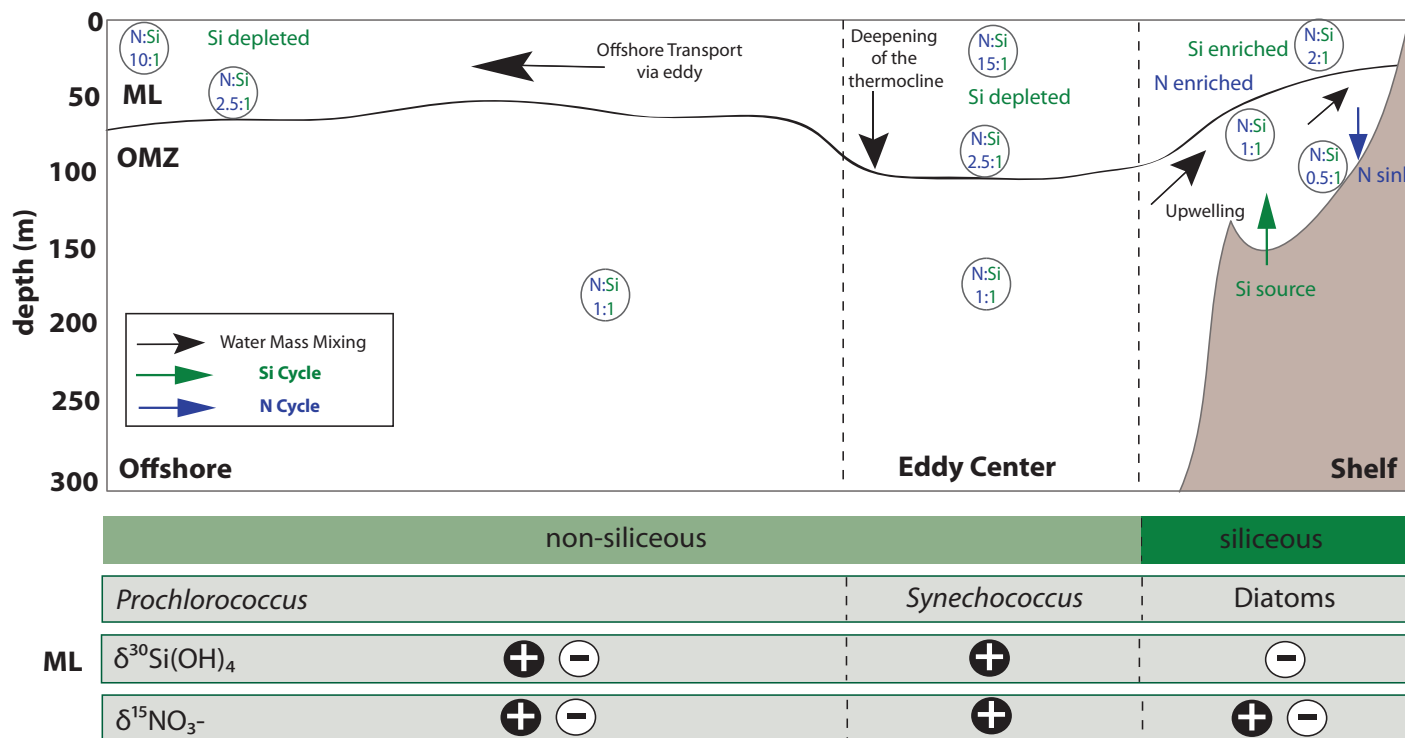 0
50
100
150
200
250
300
depth (m)
N:Si
10:1
Si depleted
N:Si
2.5:1
ML
OMZ
Offshore Transport
via eddy
Deepening
of the
thermocline
N:Si
15:1
Si depleted
N:Si
2.5:1
Si enriched
N:Si
2:1
N enriched
N:Si
1:1
N:Si
0.5:1
N sink
Upwelling
Si source
N:Si
1:1
N:Si
1:1
Water Mass Mixing
Si Cycle
N Cycle
Offshore
Eddy Center
Shelf
non-siliceous
siliceous
Prochlorococcus
Synechococcus
Diatoms
ML
δ³⁰Si(OH)₄
+ −
+
−
δ¹⁵NO₃-
+ −
+
+ −